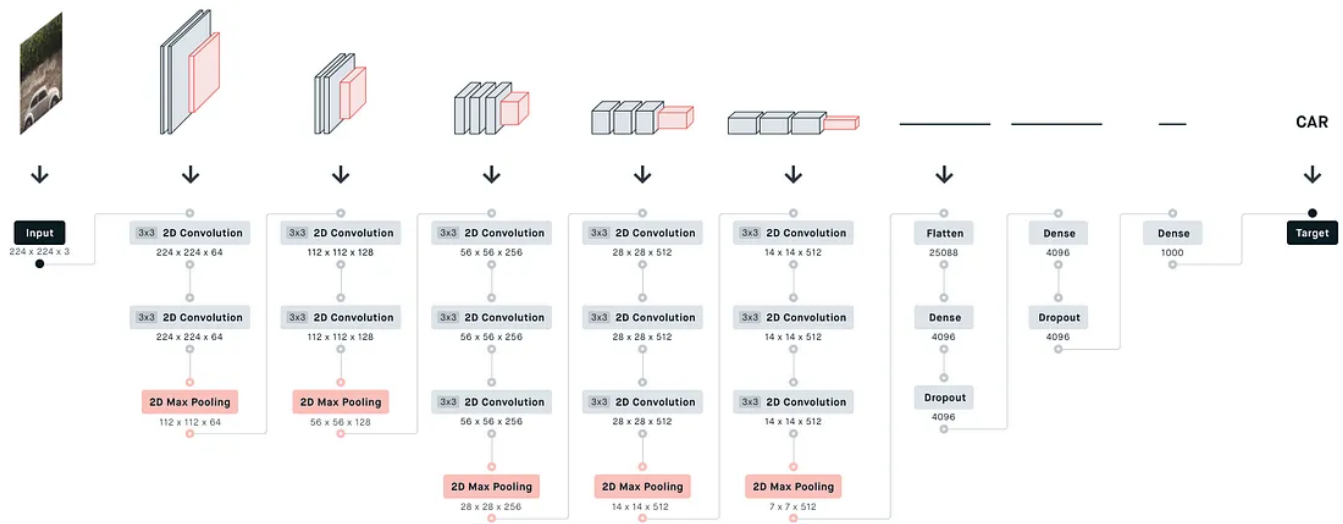 CAR
Input
224 x 224 x 3
3x3 2D Convolution
224 x 224 x 64
3x3 2D Convolution
224 x 224 x 64
2D Max Pooling
112 x 112 x 64
3x3 2D Convolution
112 x 112 x 128
3x3 2D Convolution
112 x 112 x 128
2D Max Pooling
56 x 56 x 128
3x3 2D Convolution
56 x 56 x 256
3x3 2D Convolution
56 x 56 x 256
3x3 2D Convolution
56 x 56 x 256
2D Max Pooling
28 x 28 x 256
3x3 2D Convolution
28 x 28 x 512
3x3 2D Convolution
28 x 28 x 512
3x3 2D Convolution
28 x 28 x 512
2D Max Pooling
14 x 14 x 512
3x3 2D Convolution
14 x 14 x 512
3x3 2D Convolution
14 x 14 x 512
3x3 2D Convolution
14 x 14 x 512
2D Max Pooling
7 x 7 x 512
Flatten
25088
Dense
4096
Dropout
4096
Dense
4096
Dropout
4096
Dense
1000
Target